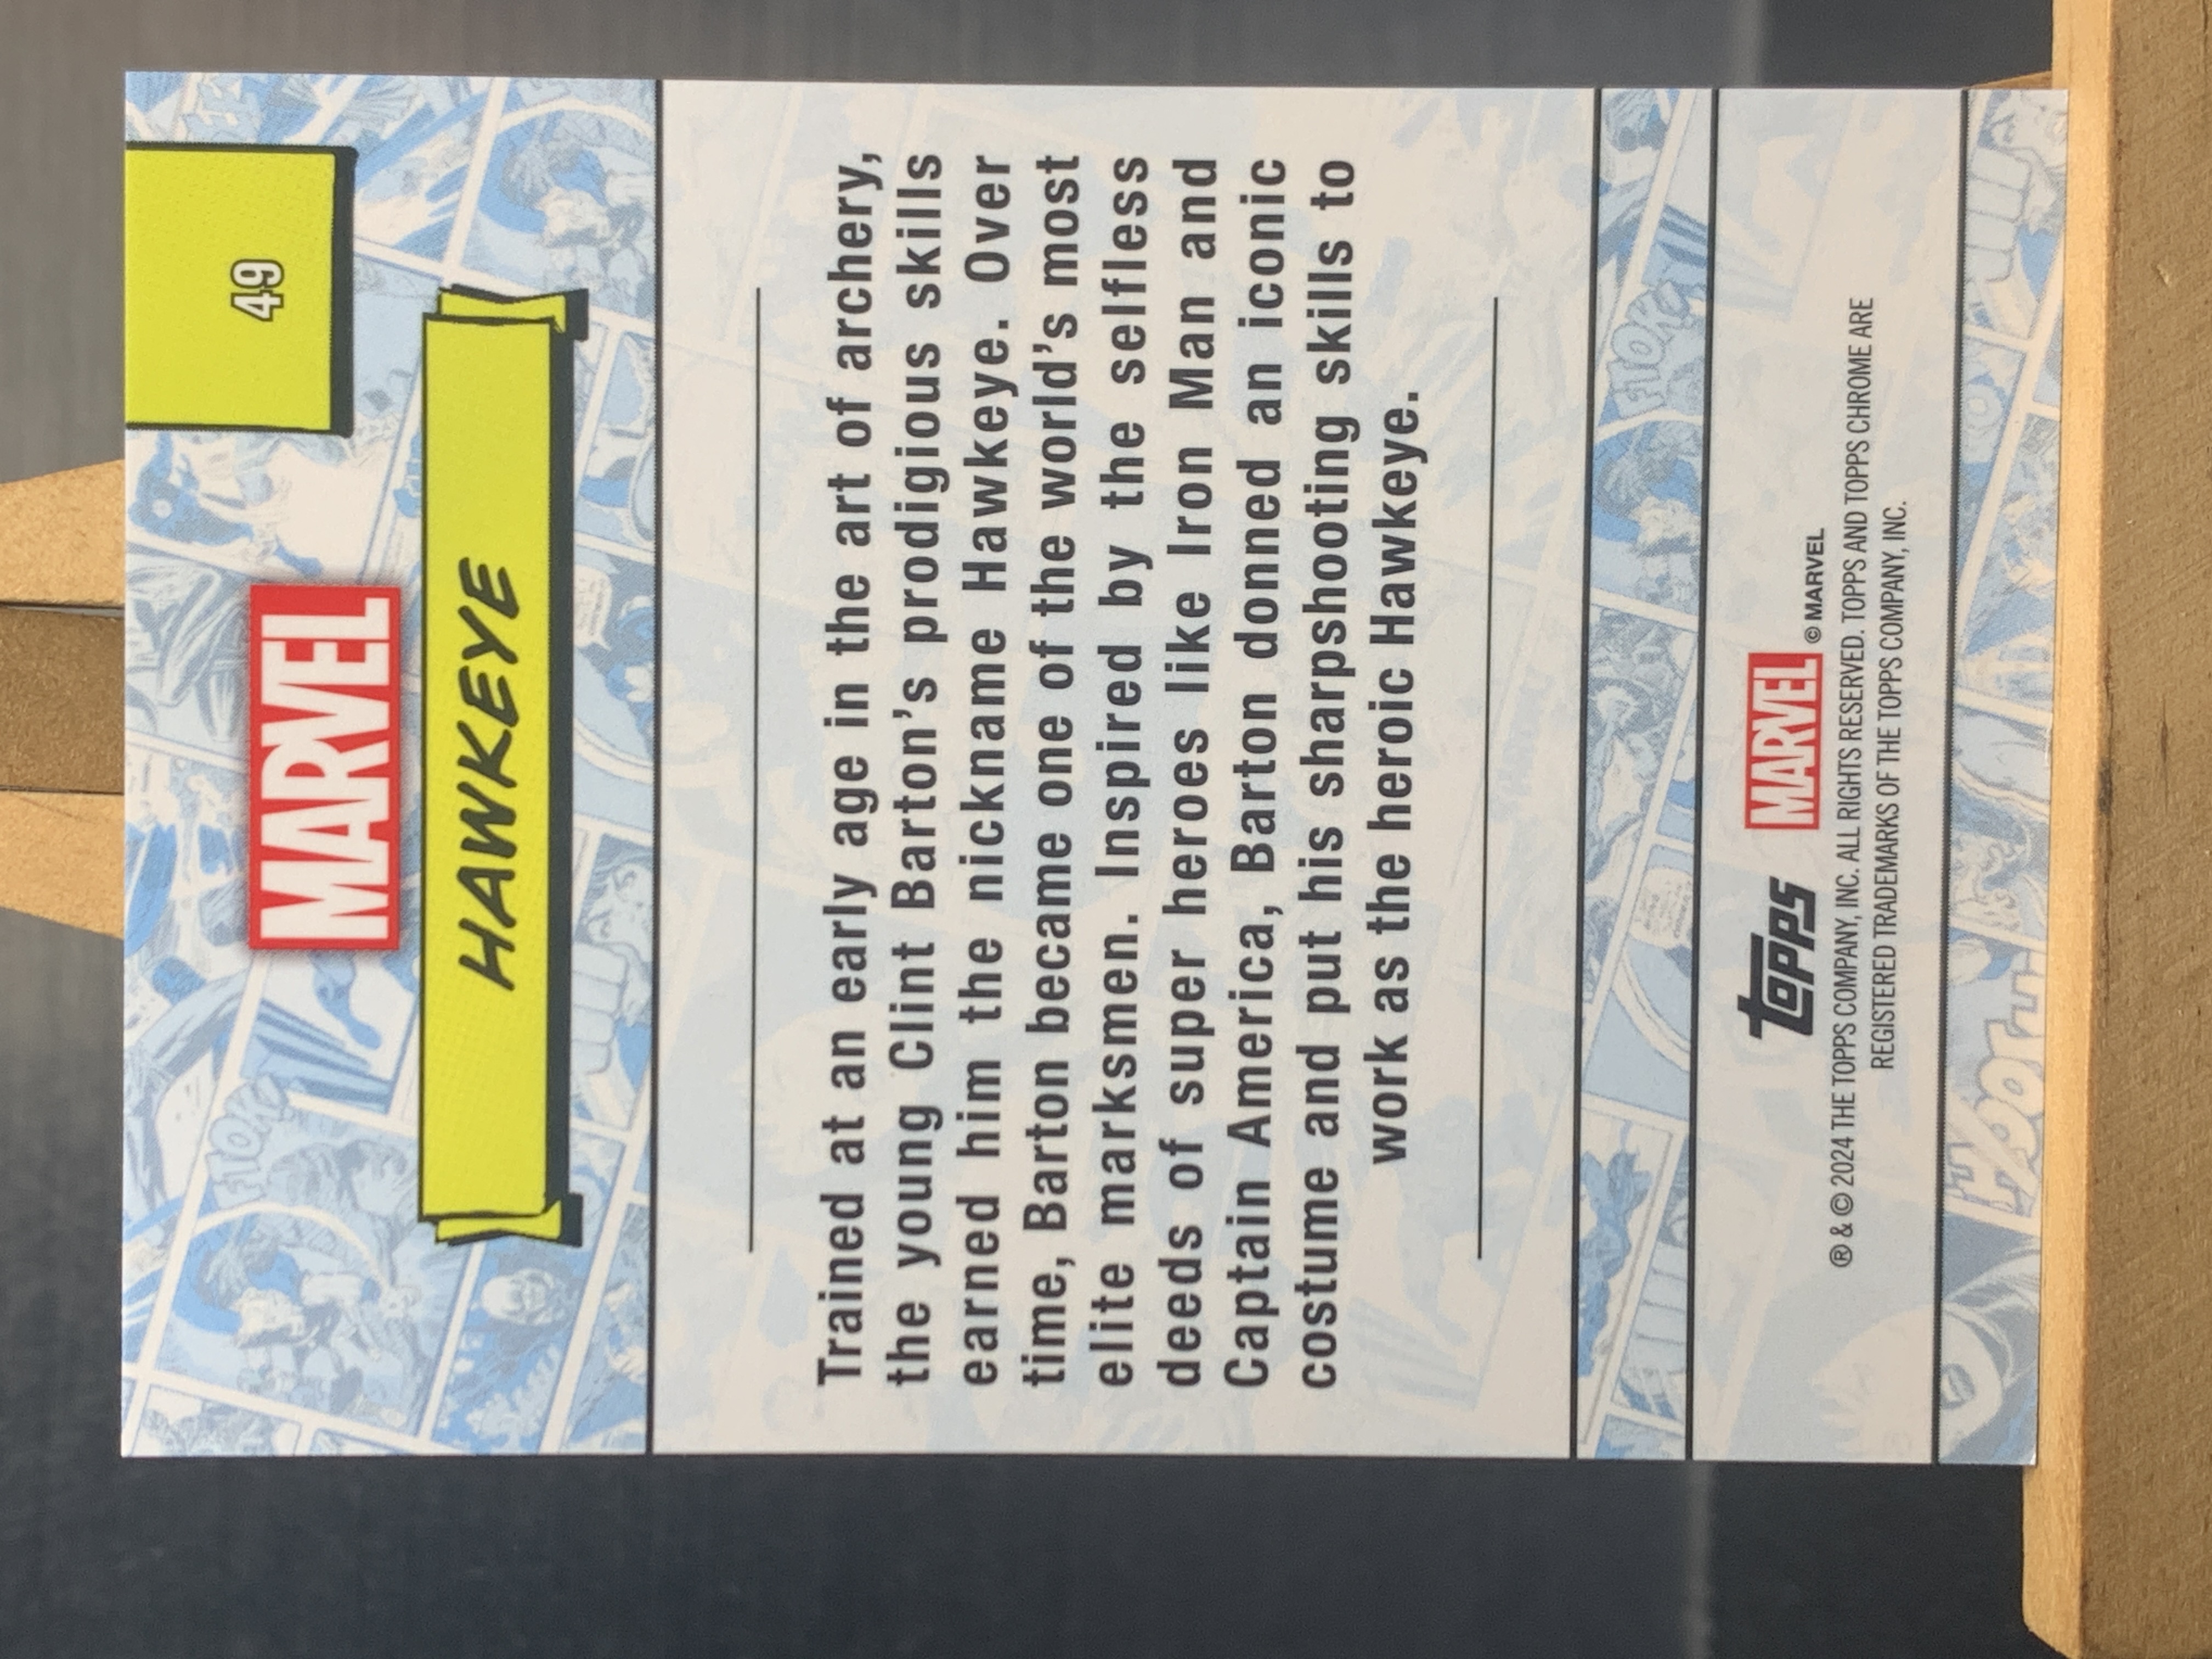 49
MARVEL
HAWKEYE
Trained at an early age in the art of archery,
the young Clint Barton's prodigious skills
earned him the nickname Hawkeye. Over
time, Barton became one of the world's most
elite marksmen. Inspired by the selfless
deeds of super heroes like Iron Man and
Captain America, Barton donned an iconic
costume and put his sharpshooting skills to
work as the heroic Hawkeye.
FTOK!
FTOK!
topps MARVEL © MARVEL
® & © 2024 THE TOPPS COMPANY, INC. ALL RIGHTS RESERVED. TOPPS AND TOPPS CHROME ARE
REGISTERED TRADEMARKS OF THE TOPPS COMPANY, INC.